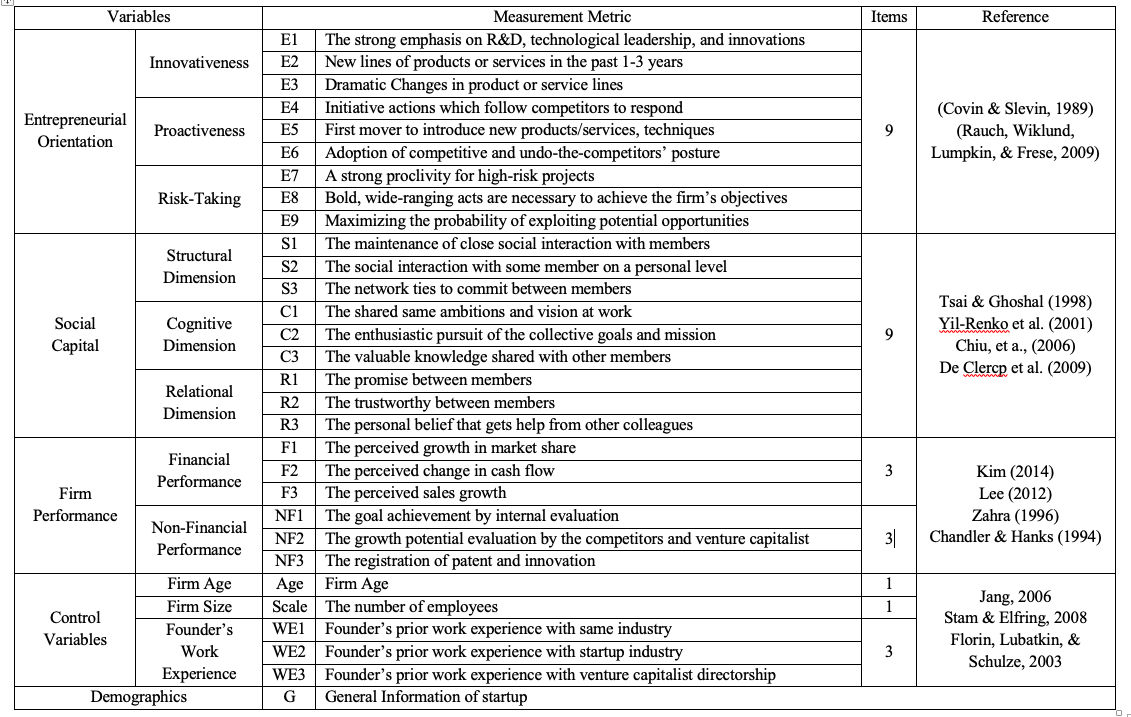 Variables Measurement Metric Items Reference
Entrepreneurial
Orientation
Innovativeness
E1 The strong emphasis on R&D, technological leadership, and innovations
E2 New lines of products or services in the past 1-3 years
E3 Dramatic Changes in product or service lines
Proactiveness
E4 Initiative actions which follow competitors to respond
E5 First mover to introduce new products/services, techniques
E6 Adoption of competitive and undo-the-competitors’ posture
Risk-Taking
E7 A strong proclivity for high-risk projects
E8 Bold, wide-ranging acts are necessary to achieve the firm’s objectives
E9 Maximizing the probability of exploiting potential opportunities
9
(Covin & Slevin, 1989)
(Rauch, Wiklund,
Lumpkin, & Frese, 2009)
Social
Capital
Structural
Dimension
S1 The maintenance of close social interaction with members
S2 The social interaction with some member on a personal level
S3 The network ties to commit between members
Cognitive
Dimension
C1 The shared same ambitions and vision at work
C2 The enthusiastic pursuit of the collective goals and mission
C3 The valuable knowledge shared with other members
Relational
Dimension
R1 The promise between members
R2 The trustworthy between members
R3 The personal belief that gets help from other colleagues
9
Tsai & Ghoshal (1998)
Yil-Renko et al. (2001)
Chiu, et a., (2006)
De Clercp et al. (2009)
Firm
Performance
Financial
Performance
F1 The perceived growth in market share
F2 The perceived change in cash flow
F3 The perceived sales growth
3
Non-Financial
Performance
NF1 The goal achievement by internal evaluation
NF2 The growth potential evaluation by the competitors and venture capitalist
NF3 The registration of patent and innovation
3
Kim (2014)
Lee (2012)
Zahra (1996)
Chandler & Hanks (1994)
Control
Variables
Firm Age Age Firm Age 1
Firm Size Scale The number of employees 1
Founder’s
Work
Experience
WE1 Founder’s prior work experience with same industry
WE2 Founder’s prior work experience with startup industry
WE3 Founder’s prior work experience with venture capitalist directorship
3
Jang, 2006
Stam & Elfring, 2008
Florin, Lubatkin, &
Schulze, 2003
Demographics G General Information of startup